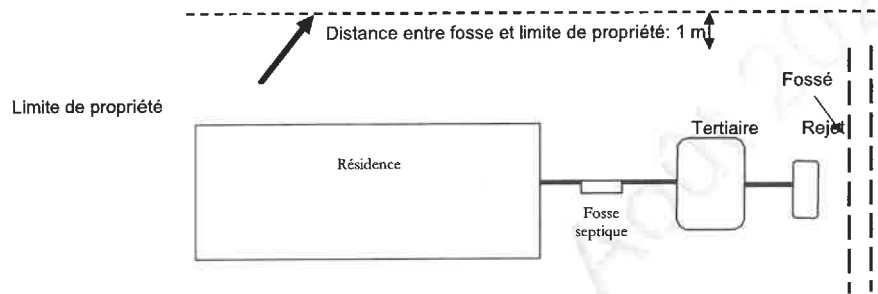 Distance entre fosse et limite de propriété: 1 m
Fossé
Limite de propriété
Tertiaire
Rejet
Résidence
Fosse
septique